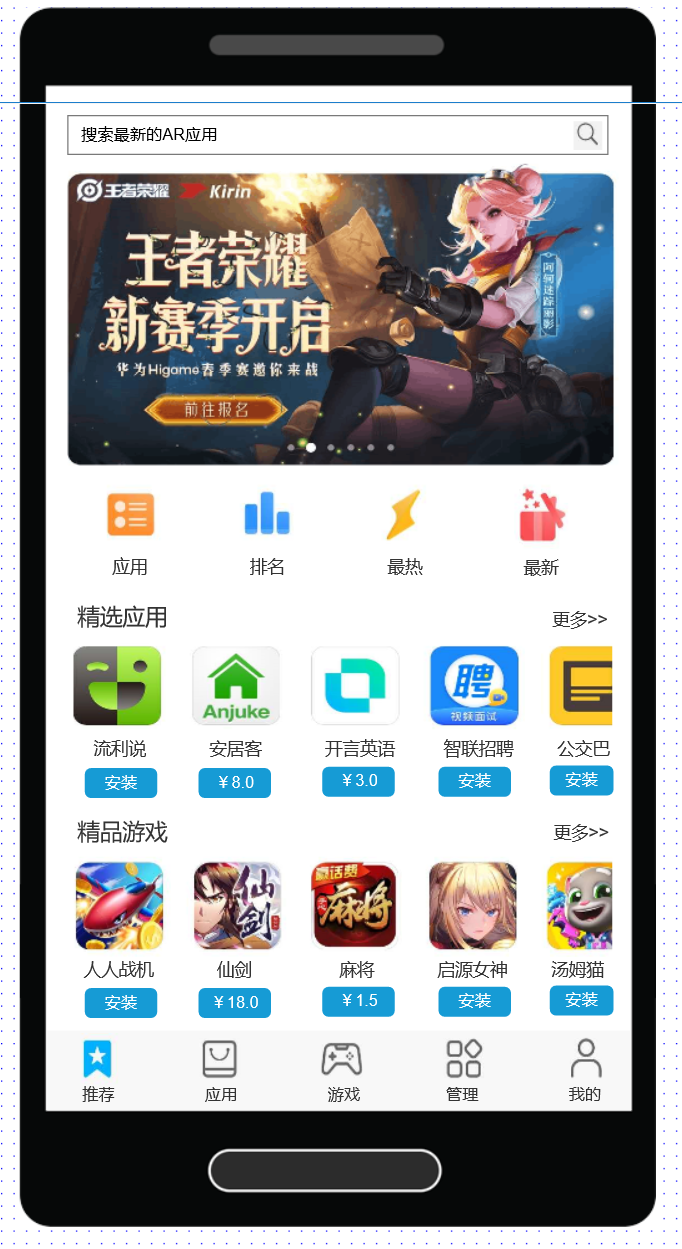 搜索最新的AR应用
王者荣耀 Kirin
王者荣耀
新赛季开启
华为Higame春季赛邀你来战
前往报名
阿轲迷踪丽影
应用 排名 最热 最新
精选应用 更多>>
Anjuke 聘 视频面试
流利说 安居客 开言英语 智联招聘 公交巴
安装 ￥8.0 ￥3.0 安装 安装
精品游戏 更多>>
仙剑 赢话费 麻将
人人战机 仙剑 麻将 启源女神 汤姆猫
安装 ￥18.0 ￥1.5 安装 安装
推荐 应用 游戏 管理 我的